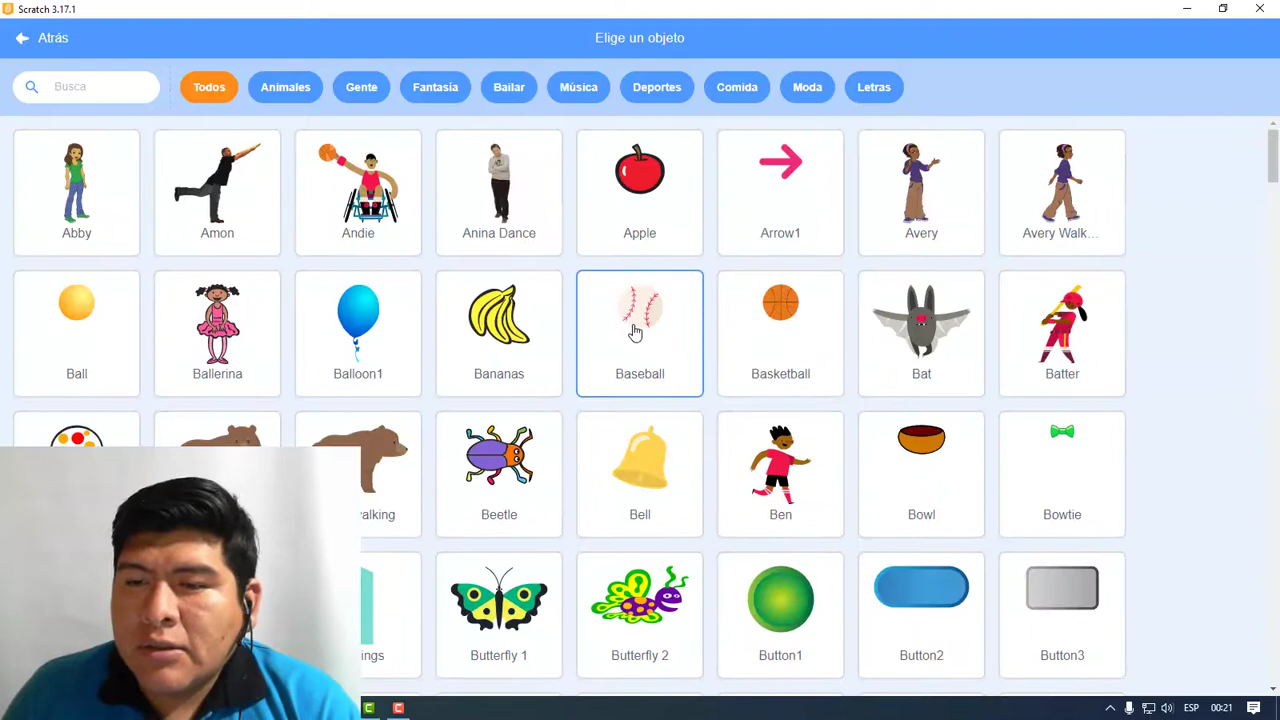 Scratch 3.17.1
Atrás
Elige un objeto
Busca
Todos
Animales
Gente
Fantasía
Bailar
Música
Deportes
Comida
Moda
Letras
Abby
Amon
Andie
Anina Dance
Apple
Arrow1
Avery
Avery Walk...
Ball
Ballerina
Balloon1
Bananas
Baseball
Basketball
Bat
Batter
Beetle
Bell
Ben
Bowl
Bowtie
Butterfly 1
Butterfly 2
Button1
Button2
Button3
ESP
00:21